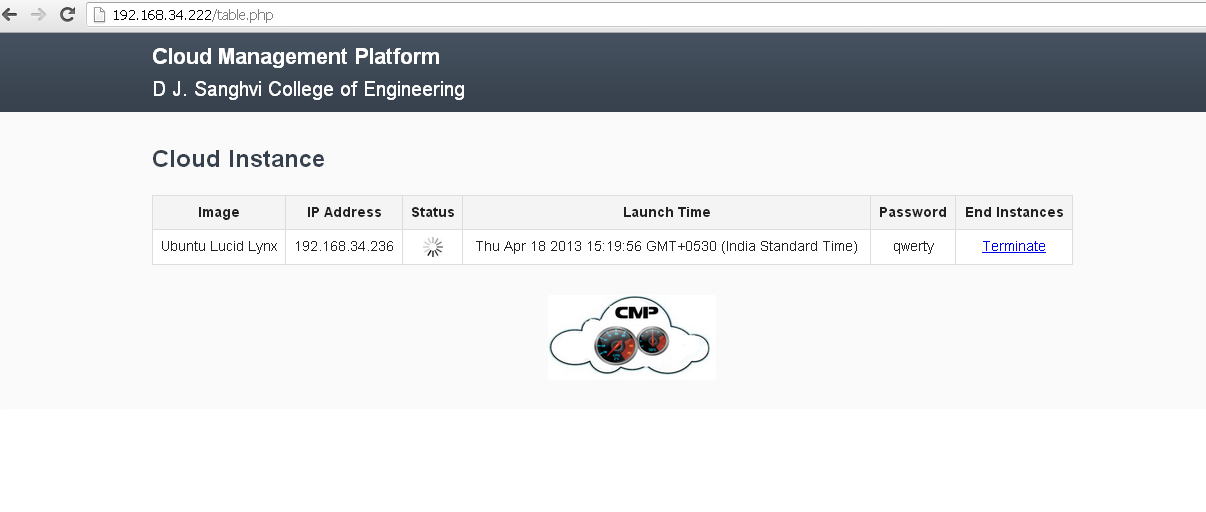 192.168.34.222/table.php
Cloud Management Platform
D J. Sanghvi College of Engineering
Cloud Instance
Image IP Address Status Launch Time Password End Instances
Ubuntu Lucid Lynx 192.168.34.236 Thu Apr 18 2013 15:19:56 GMT+0530 (India Standard Time) qwerty Terminate
CMP